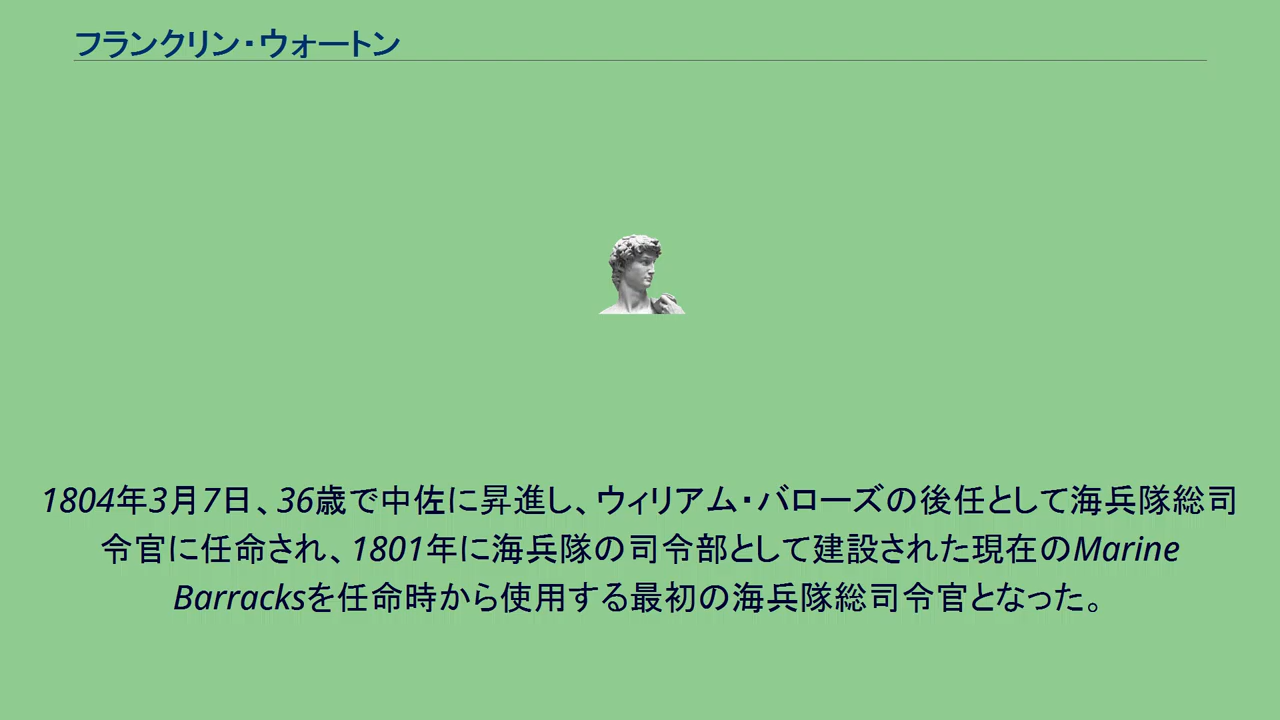 フランクリン・ウォートン
1804年3月7日、36歳で中佐に昇進し、ウィリアム・バローズの後任として海兵隊総司
令官に任命され、1801年に海兵隊の司令部として建設された現在のMarine
Barracksを任命時から使用する最初の海兵隊総司令官となった。